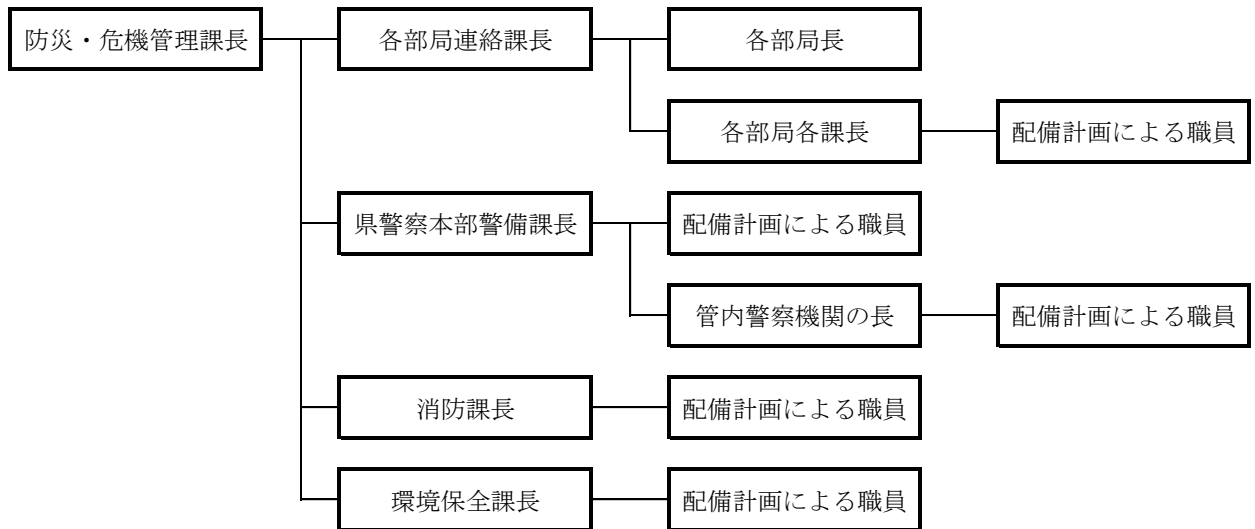 防災・危機管理課長
各部局連絡課長
各部局長
各部局各課長
配備計画による職員
県警察本部警備課長
配備計画による職員
管内警察機関の長
配備計画による職員
消防課長
配備計画による職員
環境保全課長
配備計画による職員